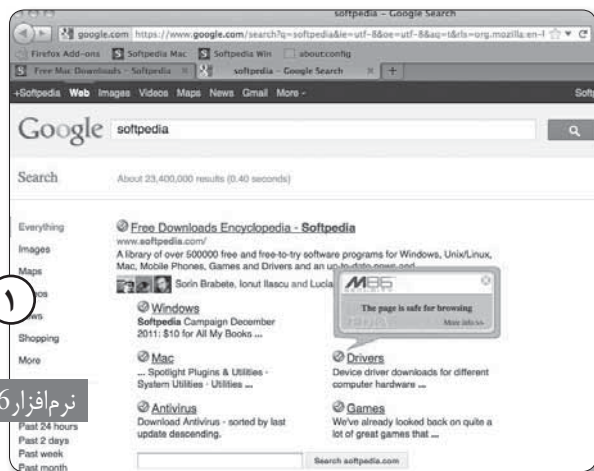 softpedia – Google Search
google.com https://www.google.com/search?q=softpedia&ie=utf-8&oe=utf-8&aq=t&rls=org.mozilla:en-
Firefox Add-ons Softpedia Mac Softpedia Win about:config
Free Mac Downloads - Softpedia softpedia – Google Search
+Softpedia Web Images Videos Maps News Gmail More - Soft
Google softpedia
Search About 23,400,000 results (0.40 seconds)
Everything
Images
Maps
News
Shopping
More
Past 24 hours
Past 2 days
Past week
Past month
Free Downloads Encyclopedia - Softpedia
www.softpedia.com/
A library of over 500000 free and free-to-try software programs for Windows, Unix/Linux,
Mac, Mobile Phones, Games and Drivers and an up-to-date news and
Sorin Brabete, Ionut Ilascu and Lucia
M86
The page is safe for browsing
More info >>
Windows
Softpedia Campaign December
2011: $10 for All My Books ...
Mac
... Spotlight Plugins & Utilities -
System Utilities - Utilities ...
Drivers
Device driver downloads for different
computer hardware ...
Antivirus
Download Antivirus - sorted by last
update descending.
Games
We've already looked back on quite a
lot of great games that ...
Search softpedia.com
۱
نرم‌افزار6